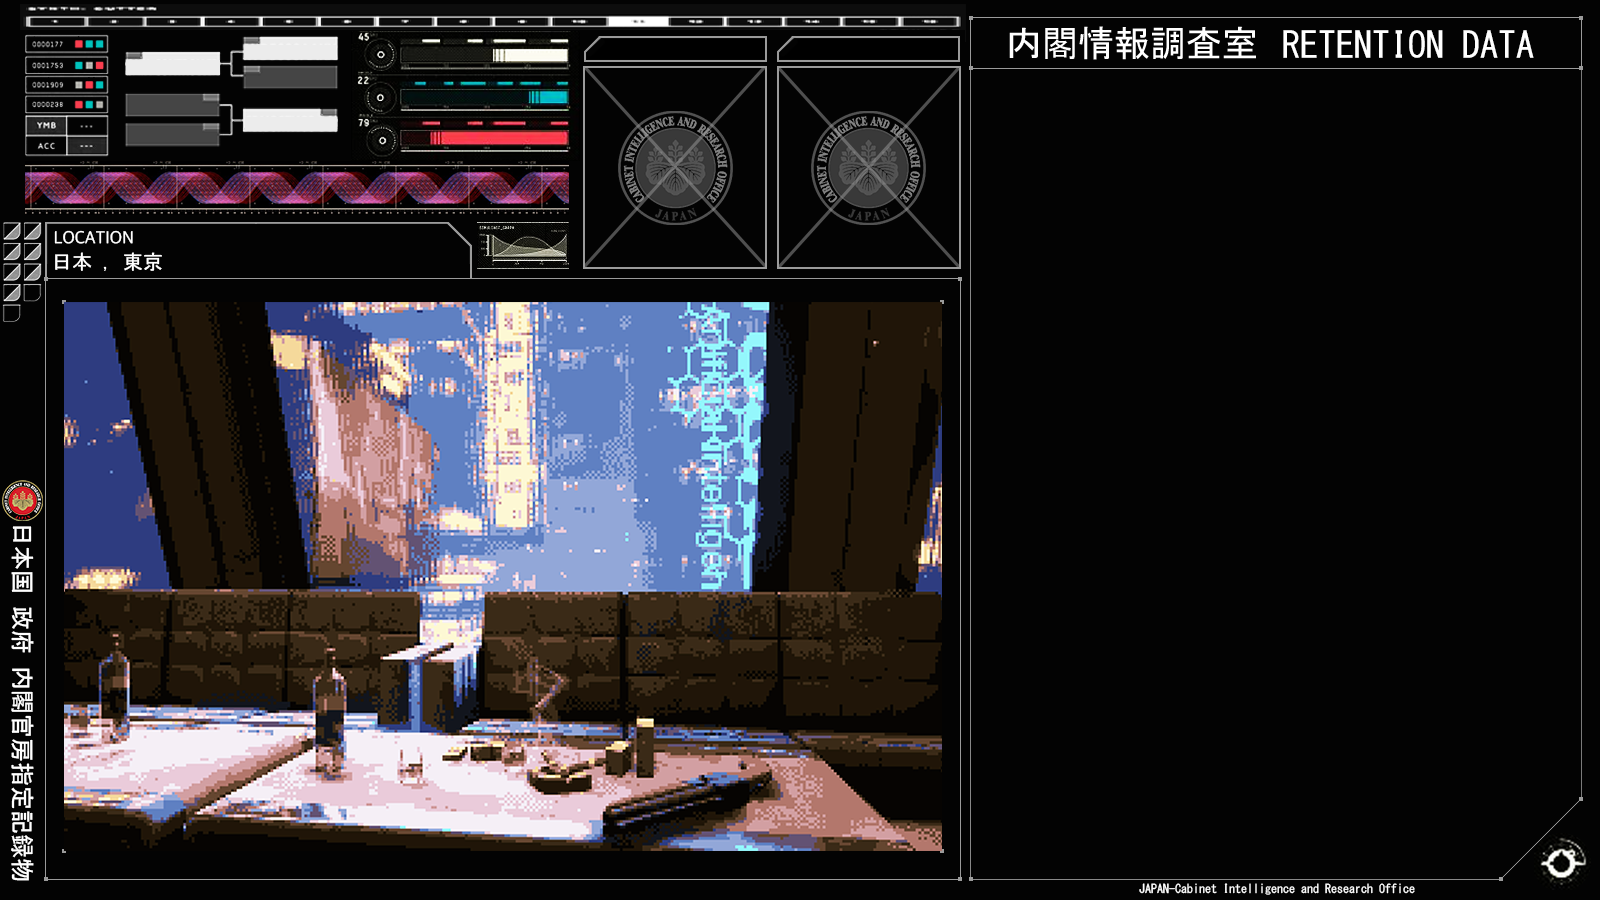 0000177
0001753
0001909
0000238
YMB ---
ACC ---
45
22
79
CABINET INTELLIGENCE AND RESEARCH OFFICE
JAPAN
CABINET INTELLIGENCE AND RESEARCH OFFICE
JAPAN
内閣情報調査室 RETENTION DATA
LOCATION
日本 , 東京
日本国 政府 内閣官房指定記録物
JAPAN-Cabinet Intelligence and Research Office